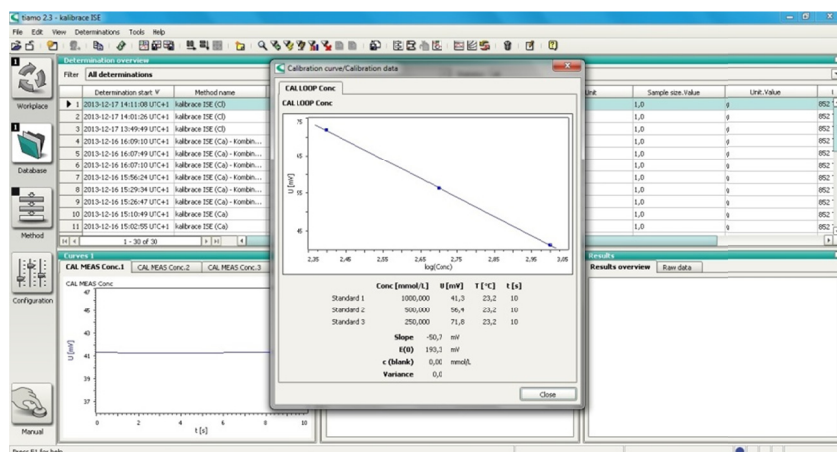 tiamo 2.3 - kalibrace ISE
File Edit View Determinations Tools Help
Workplace
Database
Method
Configuration
Manual
Determination overview
Filter All determinations
Determination start Method name
1 2013-12-17 14:11:08 UTC+1 kalibrace ISE (Cl)
2 2013-12-17 14:01:26 UTC+1 kalibrace ISE (Cl)
3 2013-12-17 13:49:49 UTC+1 kalibrace ISE (Cl)
4 2013-12-16 16:09:10 UTC+1 kalibrace ISE (Ca) - Kombin...
5 2013-12-16 16:07:49 UTC+1 kalibrace ISE (Ca) - Kombin...
6 2013-12-16 16:07:10 UTC+1 kalibrace ISE (Ca) - Kombin...
7 2013-12-16 15:56:24 UTC+1 kalibrace ISE (Ca) - Kombin...
8 2013-12-16 15:29:34 UTC+1 kalibrace ISE (Ca) - Kombin...
9 2013-12-16 15:26:47 UTC+1 kalibrace ISE (Ca) - Kombin...
10 2013-12-16 15:10:49 UTC+1 kalibrace ISE (Ca)
11 2013-12-16 15:02:55 UTC+1 kalibrace ISE (Ca)
1 - 30 of 30
Unit Sample size.Value Unit.Value
1,0 g 852
1,0 g 852
1,0 g 852
1,0 g 852
1,0 g 852
1,0 g 852
1,0 g 852
1,0 g 852
1,0 g 852
1,0 g 852
1,0 g 852
Calibration curve/Calibration data
CAL LOOP Conc
CAL LOOP Conc
75
65
55
45
U [mV]
2,35 2,45 2,55 2,65 2,75 2,85 2,95 3,05
log(Conc)
Conc [mmol/L] U [mV] T [°C] t [s]
Standard 1 1000,000 41,3 23,2 10
Standard 2 500,000 56,4 23,2 10
Standard 3 250,000 71,8 23,2 10
Slope -50,7 mV
E(0) 193,3 mV
c (blank) 0,00 mmol/L
Variance 0,0
Close
Curves 1
CAL MEAS Conc.1 CAL MEAS Conc.2 CAL MEAS Conc.3
CAL MEAS Conc
47
45
43
41
39
37
U [mV]
0 2 4 6 8 10
t [s]
Results
Results overview Raw data
Press F1 for help